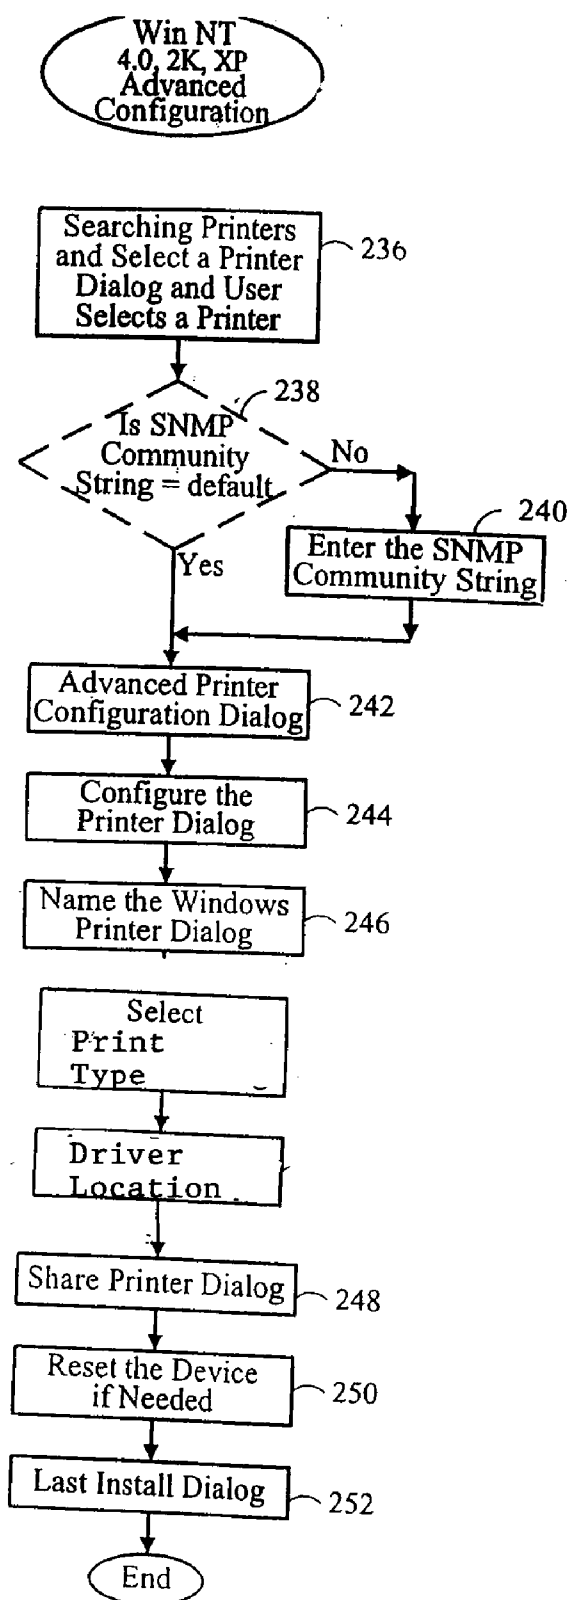 Win NT
4.0, 2K, XP
Advanced
Configuration
Searching Printers
and Select a Printer
Dialog and User
Selects a Printer
236
238
Is SNMP
Community
String = default
No
240
Enter the SNMP
Community String
Yes
Advanced Printer
Configuration Dialog
242
Configure the
Printer Dialog
244
Name the Windows
Printer Dialog
246
Select
Print
Type
Driver
Location
Share Printer Dialog
248
Reset the Device
if Needed
250
Last Install Dialog
252
End